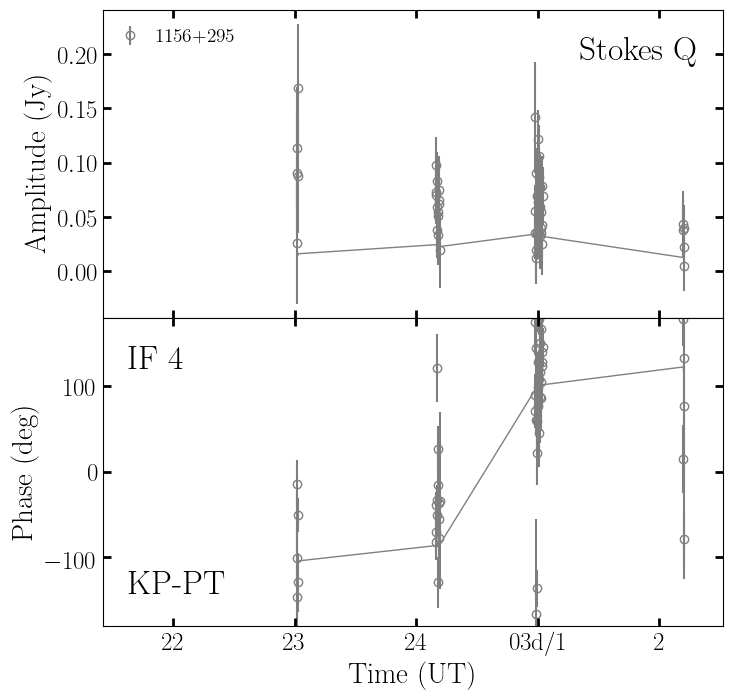 1156+295
Stokes Q
Amplitude (Jy)
0.20
0.15
0.10
0.05
0.00
IF 4
KP-PT
Phase (deg)
100
0
−100
22
23
24
03d/1
2
Time (UT)